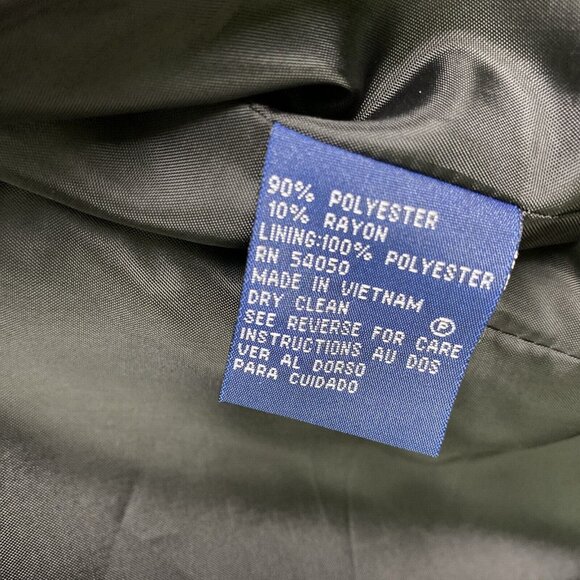 90% POLYESTER
10% RAYON
LINING:100% POLYESTER
RN 54050
MADE IN VIETNAM
DRY CLEAN Ⓟ
SEE REVERSE FOR CARE
INSTRUCTIONS AU DOS
VER AL DORSO
PARA CUIDADO